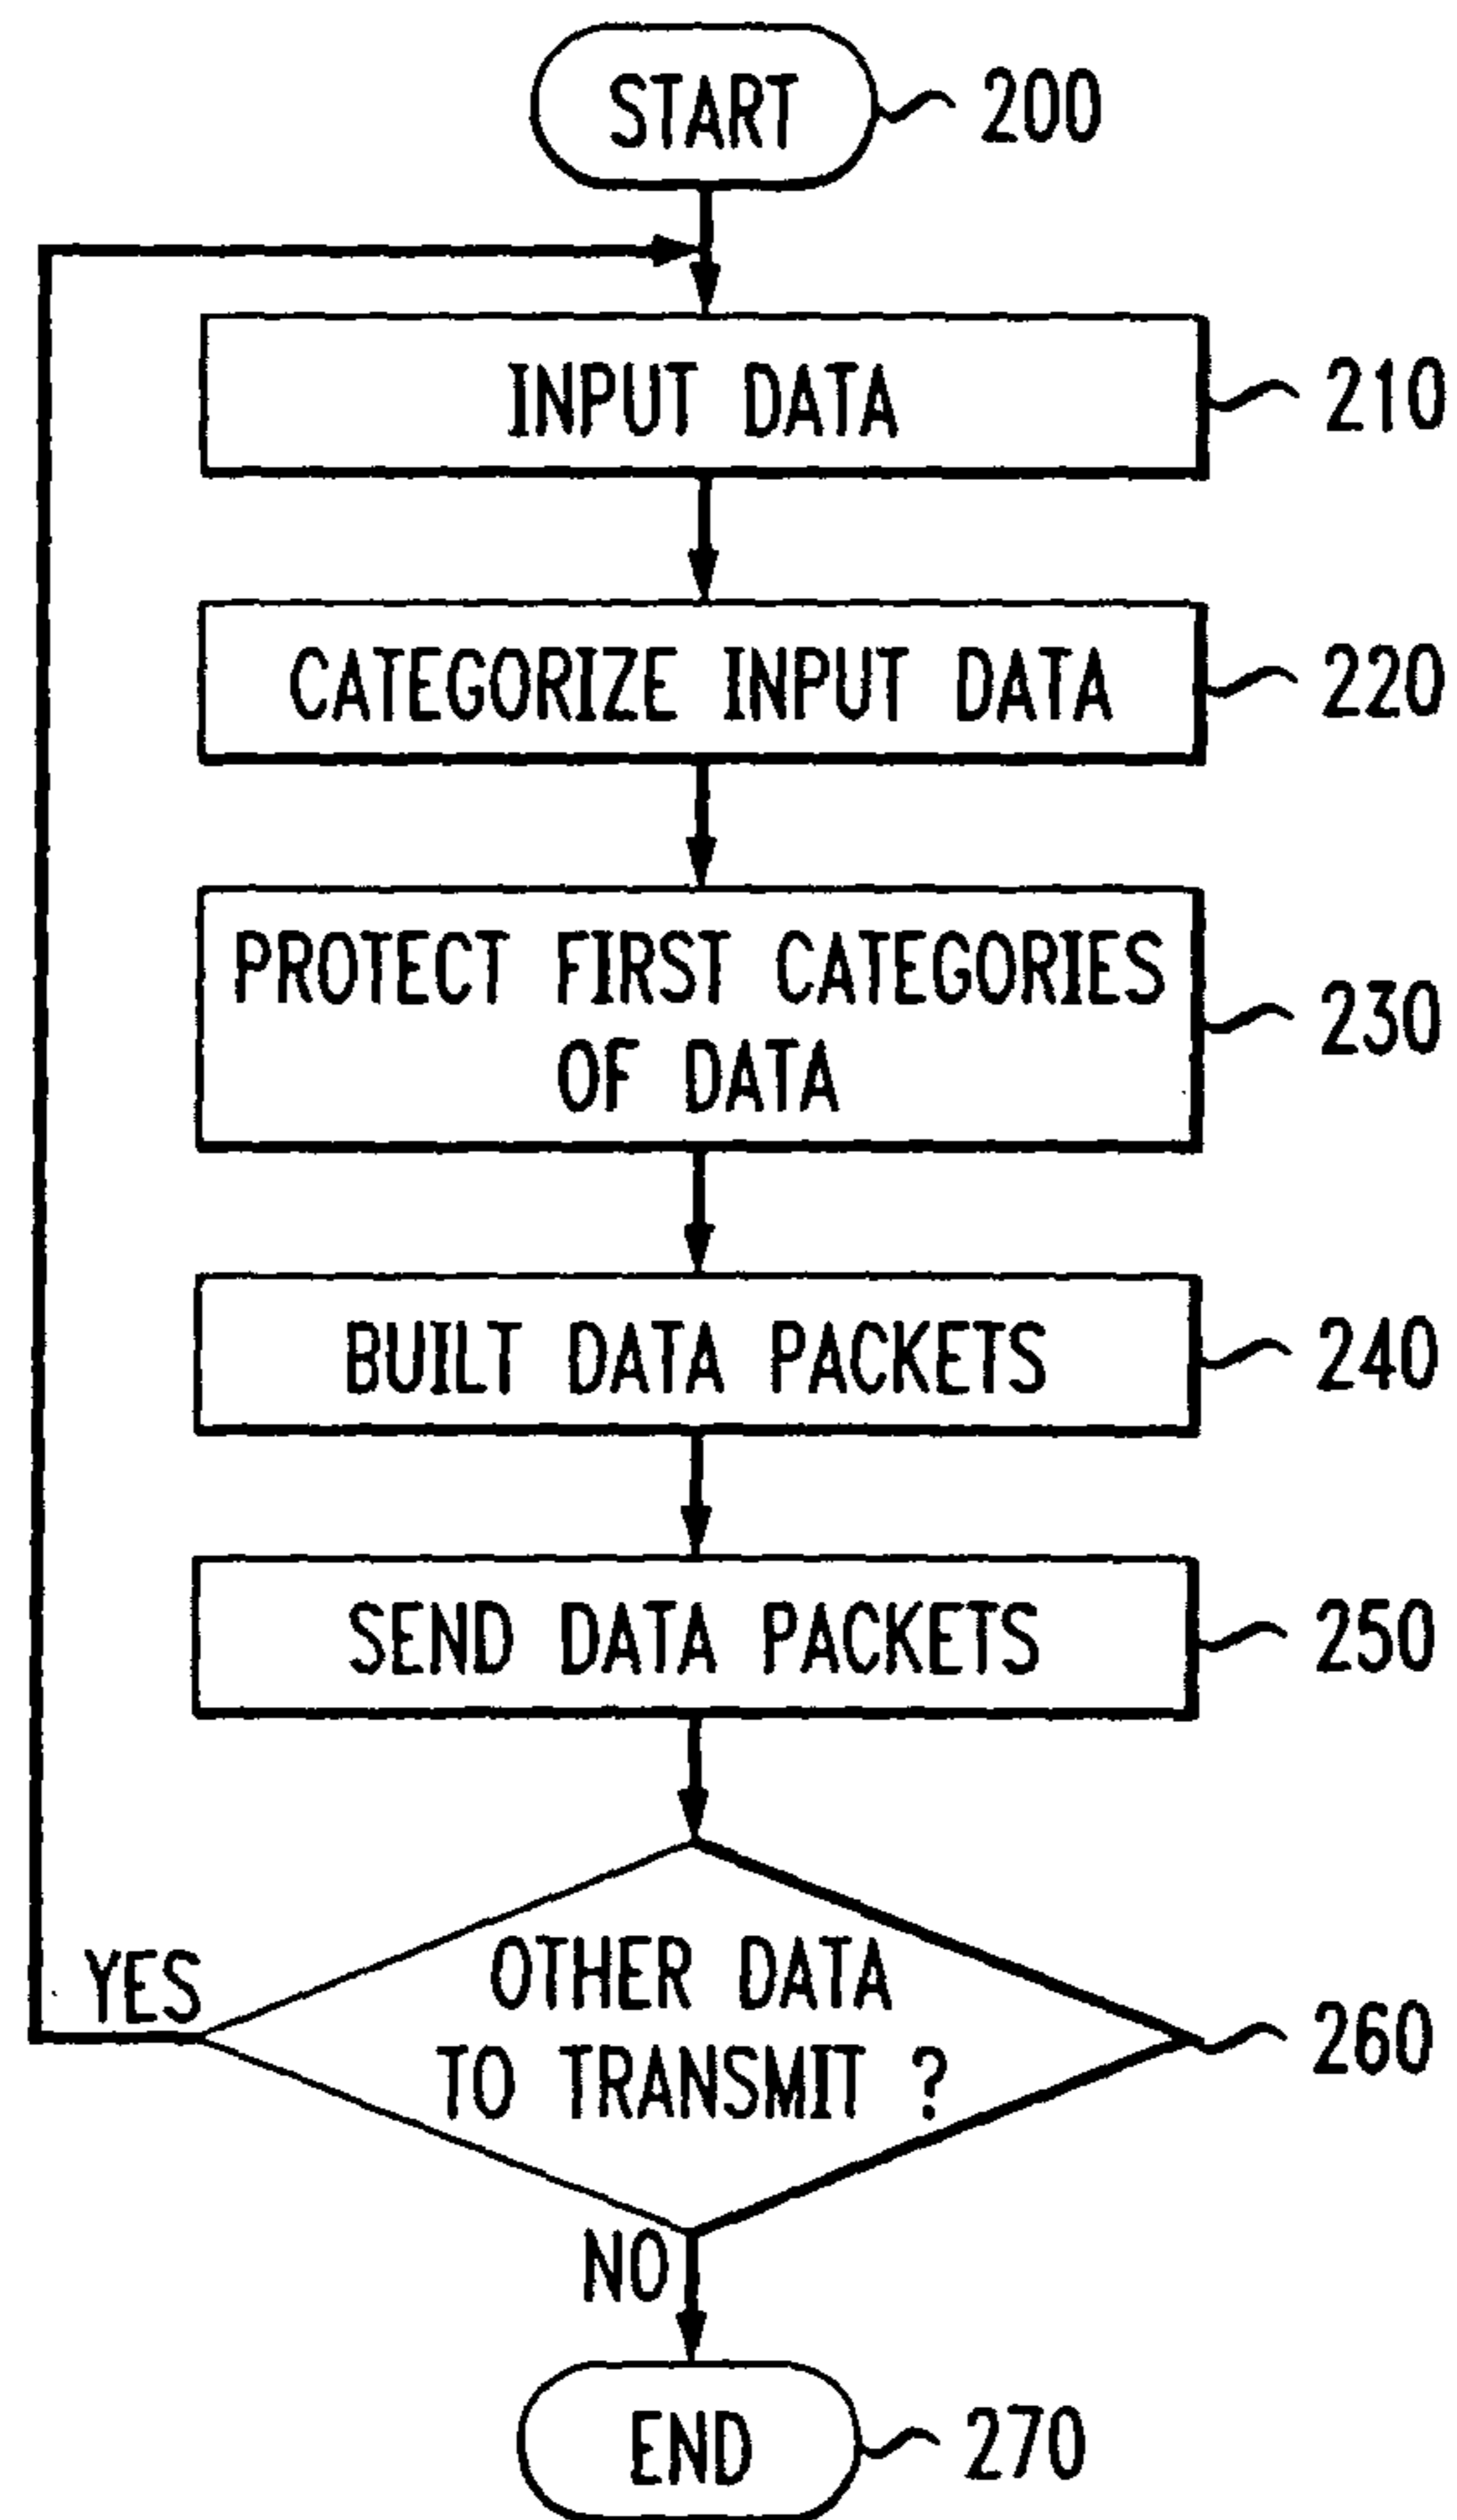 START 200
INPUT DATA 210
CATEGORIZE INPUT DATA 220
PROTECT FIRST CATEGORIES
OF DATA
230
BUILT DATA PACKETS 240
SEND DATA PACKETS 250
OTHER DATA
TO TRANSMIT ?
260
YES
NO
END 270